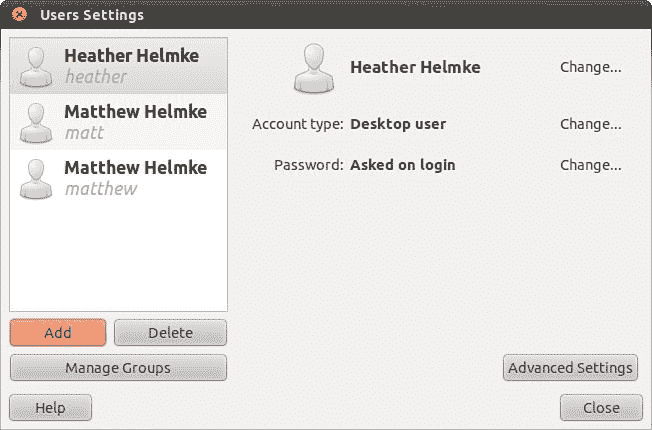 Users Settings
Heather Helmke
heather
Matthew Helmke
matt
Matthew Helmke
matthew
Add
Delete
Manage Groups
Help
Heather Helmke
Change...
Account type: Desktop user
Change...
Password: Asked on login
Change...
Advanced Settings
Close